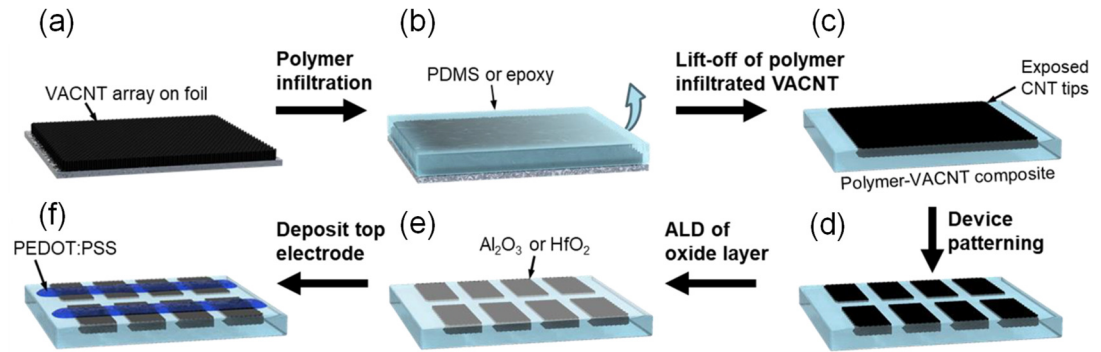 (a)
VACNT array on foil
Polymer
infiltration
(b)
PDMS or epoxy
Lift-off of polymer
infiltrated VACNT
(c)
Exposed
CNT tips
Polymer-VACNT composite
Device
patterning
(d)
ALD of
oxide layer
(e)
Al₂O₃ or HfO₂
Deposit top
electrode
(f)
PEDOT:PSS